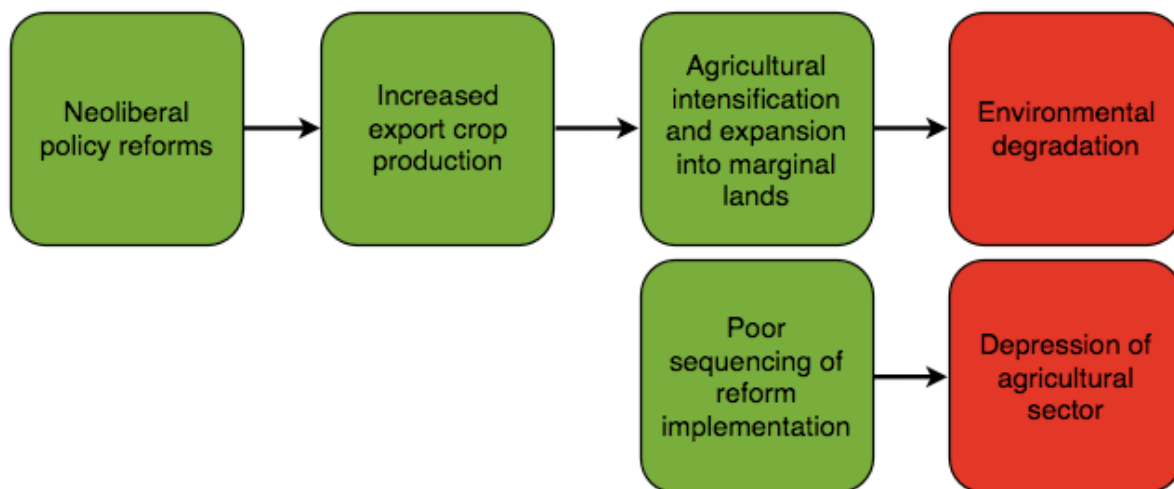 Neoliberal
policy reforms
Increased
export crop
production
Agricultural
intensification
and expansion
into marginal
lands
Environmental
degradation
Poor
sequencing of
reform
implementation
Depression of
agricultural
sector